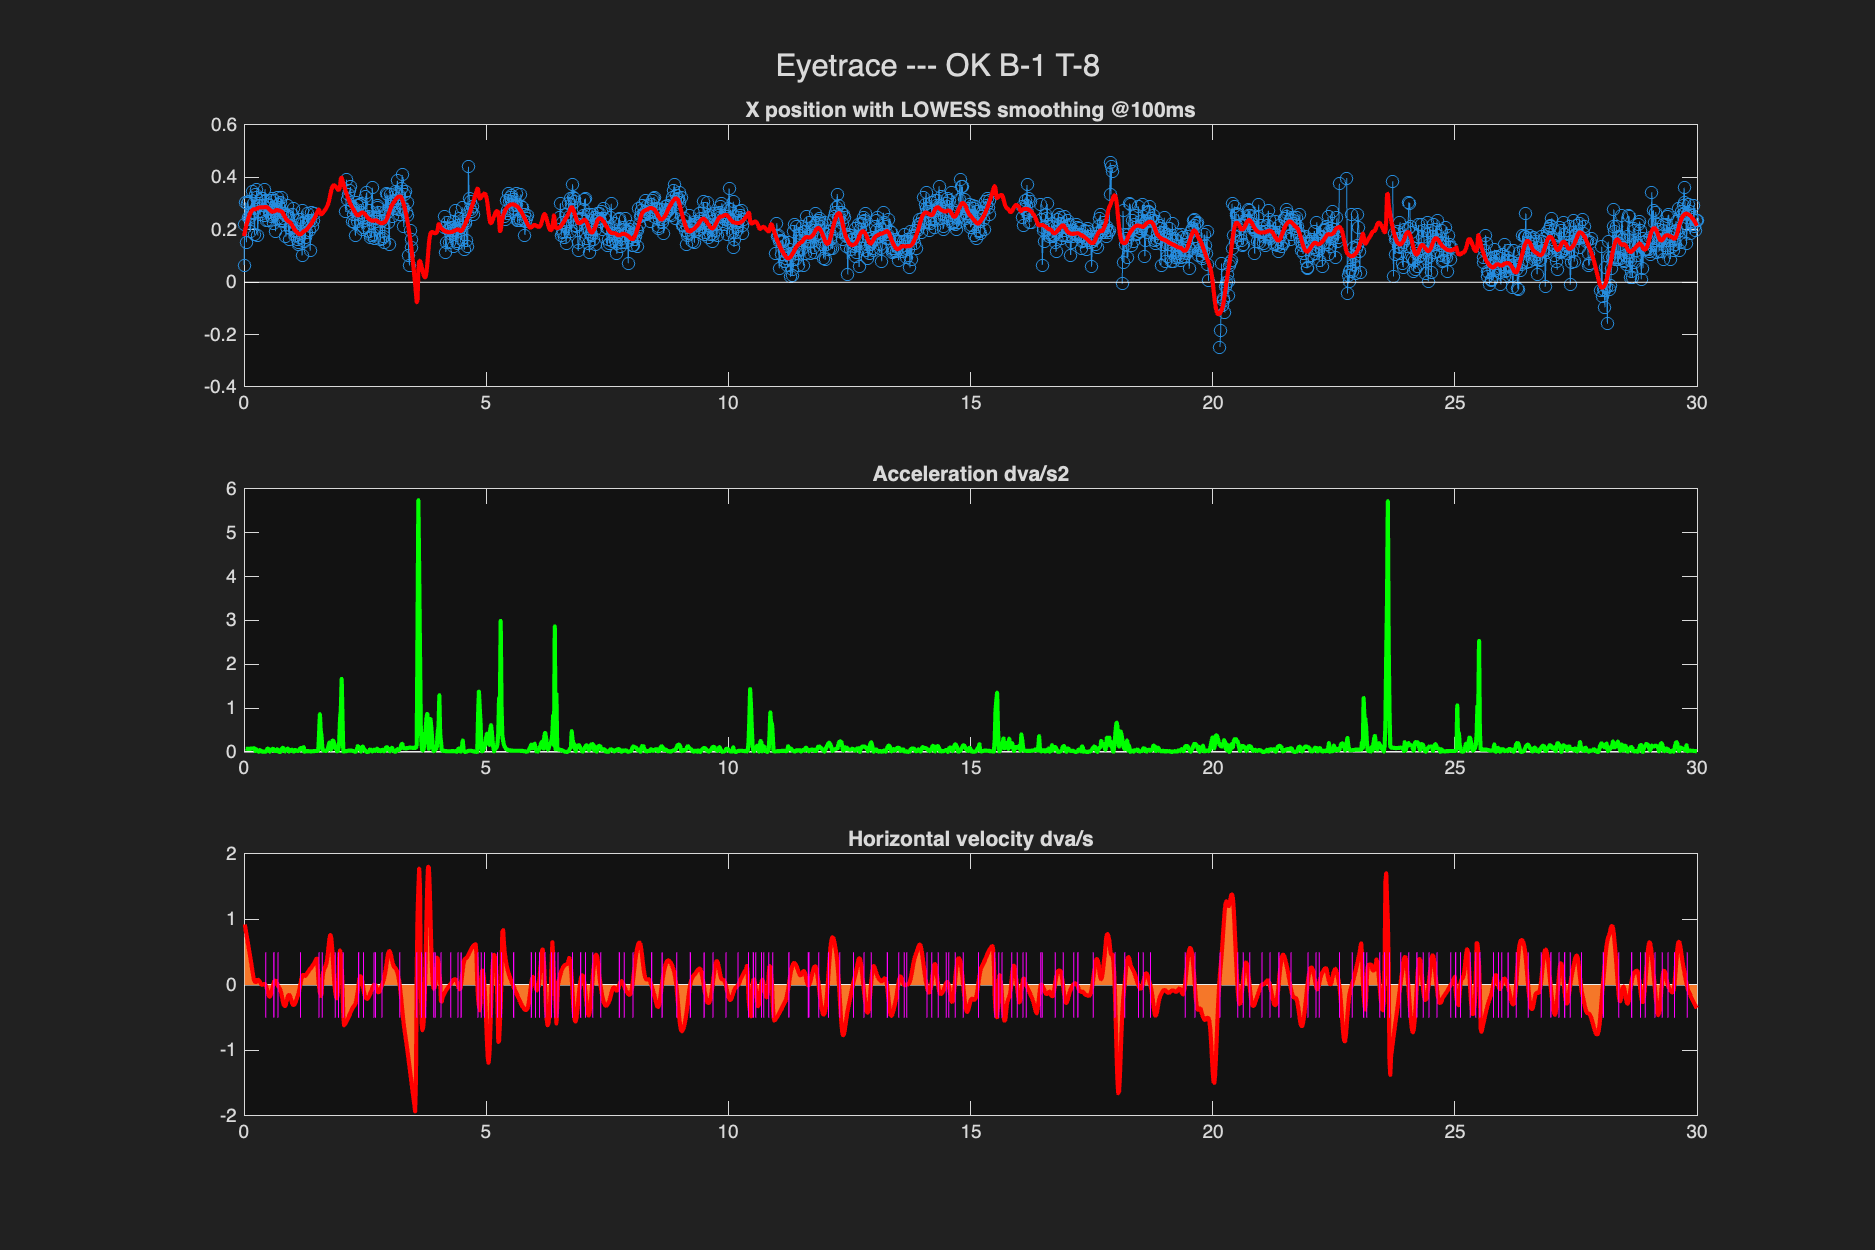 Eyetrace --- OK B-1 T-8
X position with LOWESS smoothing @100ms
0.6
0.4
0.2
0
-0.2
-0.4
0 5 10 15 20 25 30
Acceleration dva/s2
6
5
4
3
2
1
0
0 5 10 15 20 25 30
Horizontal velocity dva/s
2
1
0
-1
-2
0 5 10 15 20 25 30